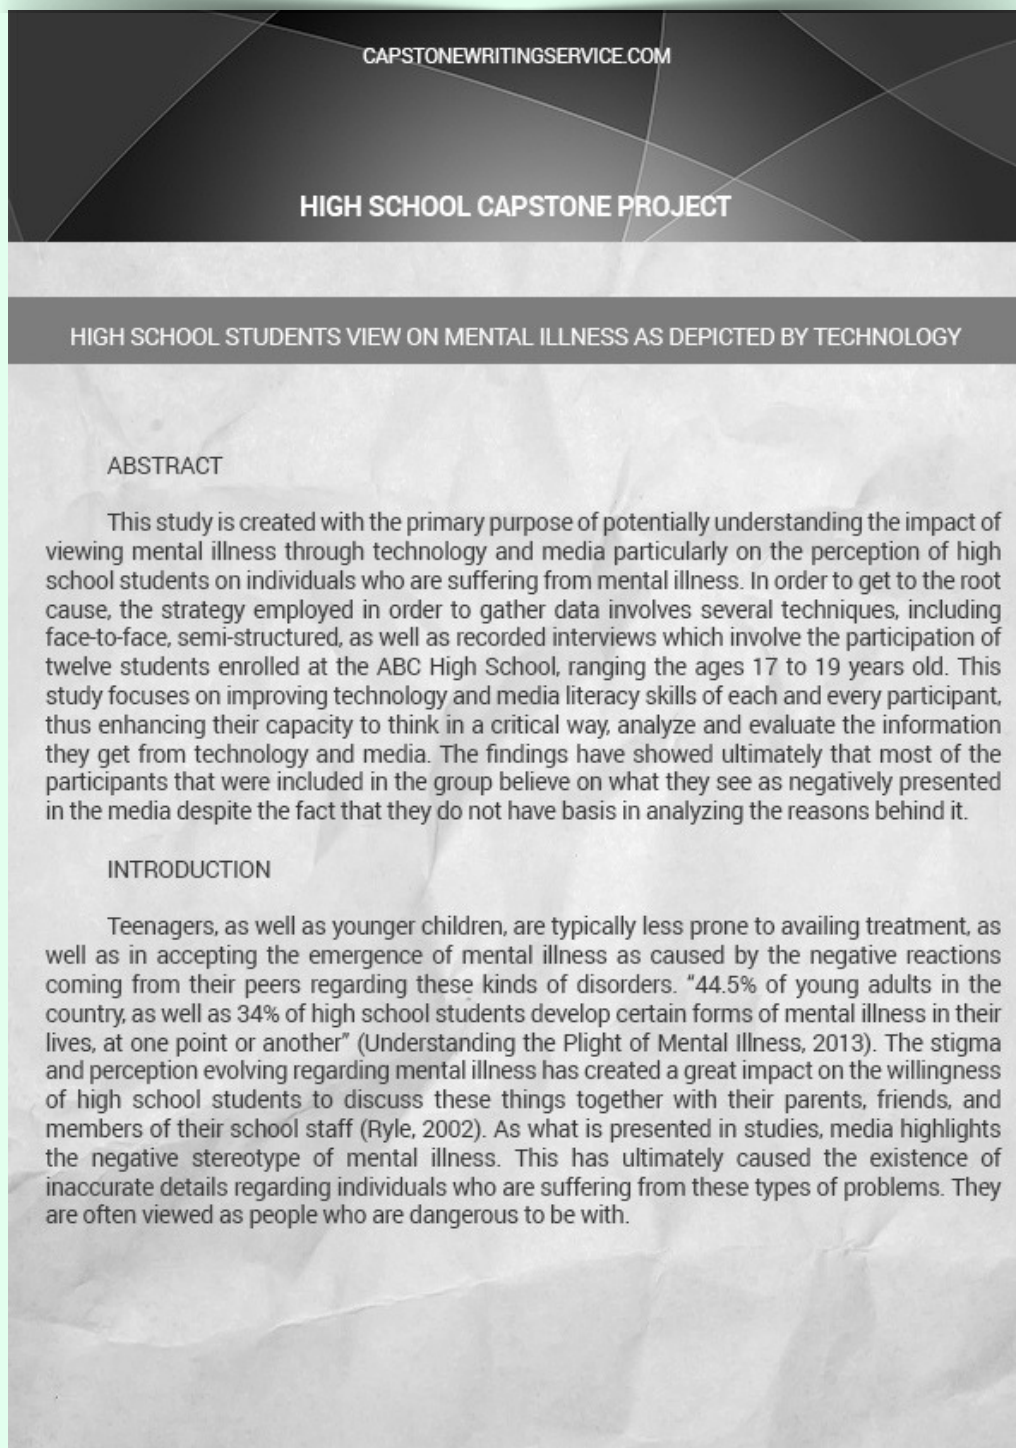 CAPSTONEWRITINGSERVICE.COM
HIGH SCHOOL CAPSTONE PROJECT
HIGH SCHOOL STUDENTS VIEW ON MENTAL ILLNESS AS DEPICTED BY TECHNOLOGY
ABSTRACT
This study is created with the primary purpose of potentially understanding the impact of
viewing mental illness through technology and media particularly on the perception of high
school students on individuals who are suffering from mental illness. In order to get to the root
cause, the strategy employed in order to gather data involves several techniques, including
face-to-face, semi-structured, as well as recorded interviews which involve the participation of
twelve students enrolled at the ABC High School, ranging the ages 17 to 19 years old. This
study focuses on improving technology and media literacy skills of each and every participant,
thus enhancing their capacity to think in a critical way, analyze and evaluate the information
they get from technology and media. The findings have showed ultimately that most of the
participants that were included in the group believe on what they see as negatively presented
in the media despite the fact that they do not have basis in analyzing the reasons behind it.
INTRODUCTION
Teenagers, as well as younger children, are typically less prone to availing treatment, as
well as in accepting the emergence of mental illness as caused by the negative reactions
coming from their peers regarding these kinds of disorders. “44.5% of young adults in the
country, as well as 34% of high school students develop certain forms of mental illness in their
lives, at one point or another” (Understanding the Plight of Mental Illness, 2013). The stigma
and perception evolving regarding mental illness has created a great impact on the willingness
of high school students to discuss these things together with their parents, friends, and
members of their school staff (Ryle, 2002). As what is presented in studies, media highlights
the negative stereotype of mental illness. This has ultimately caused the existence of
inaccurate details regarding individuals who are suffering from these types of problems. They
are often viewed as people who are dangerous to be with.